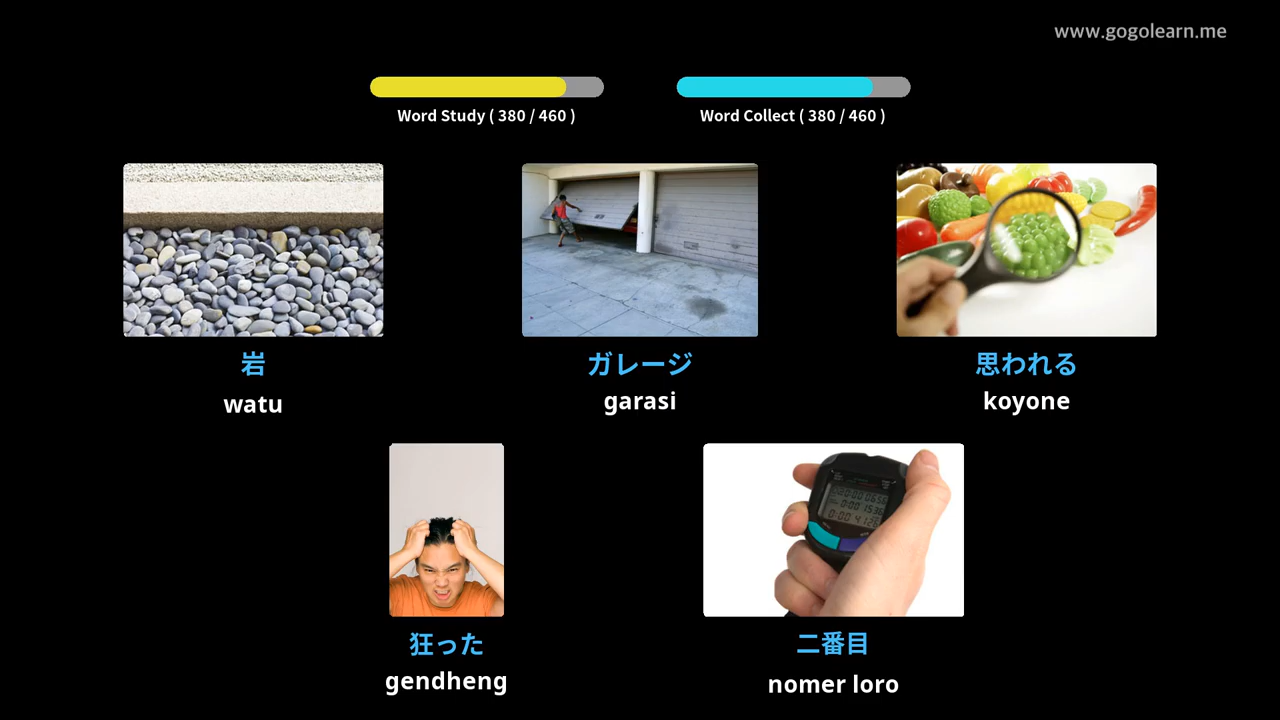 www.gogolearn.me
Word Study ( 380 / 460 )
Word Collect ( 380 / 460 )
岩
watu
ガレージ
garasi
思われる
koyone
狂った
gendheng
二番目
nomer loro